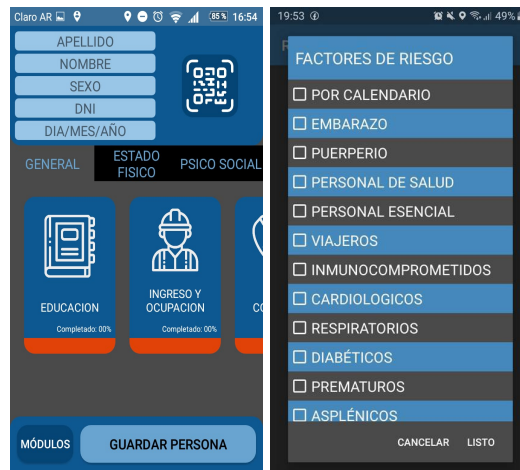 Claro AR 85% 16:54
APELLIDO
NOMBRE
SEXO
DNI
DIA/MES/AÑO
GENERAL ESTADO FISICO PSICO SOCIAL
EDUCACION
Completado: 00%
INGRESO Y
OCUPACION
Completado: 00%
MÓDULOS GUARDAR PERSONA
19:53 49%
FACTORES DE RIESGO
POR CALENDARIO
EMBARAZO
PUERPERIO
PERSONAL DE SALUD
PERSONAL ESENCIAL
VIAJEROS
INMUNOCOMPROMETIDOS
CARDIOLOGICOS
RESPIRATORIOS
DIABÉTICOS
PREMATUROS
ASPLÉNICOS
CANCELAR LISTO